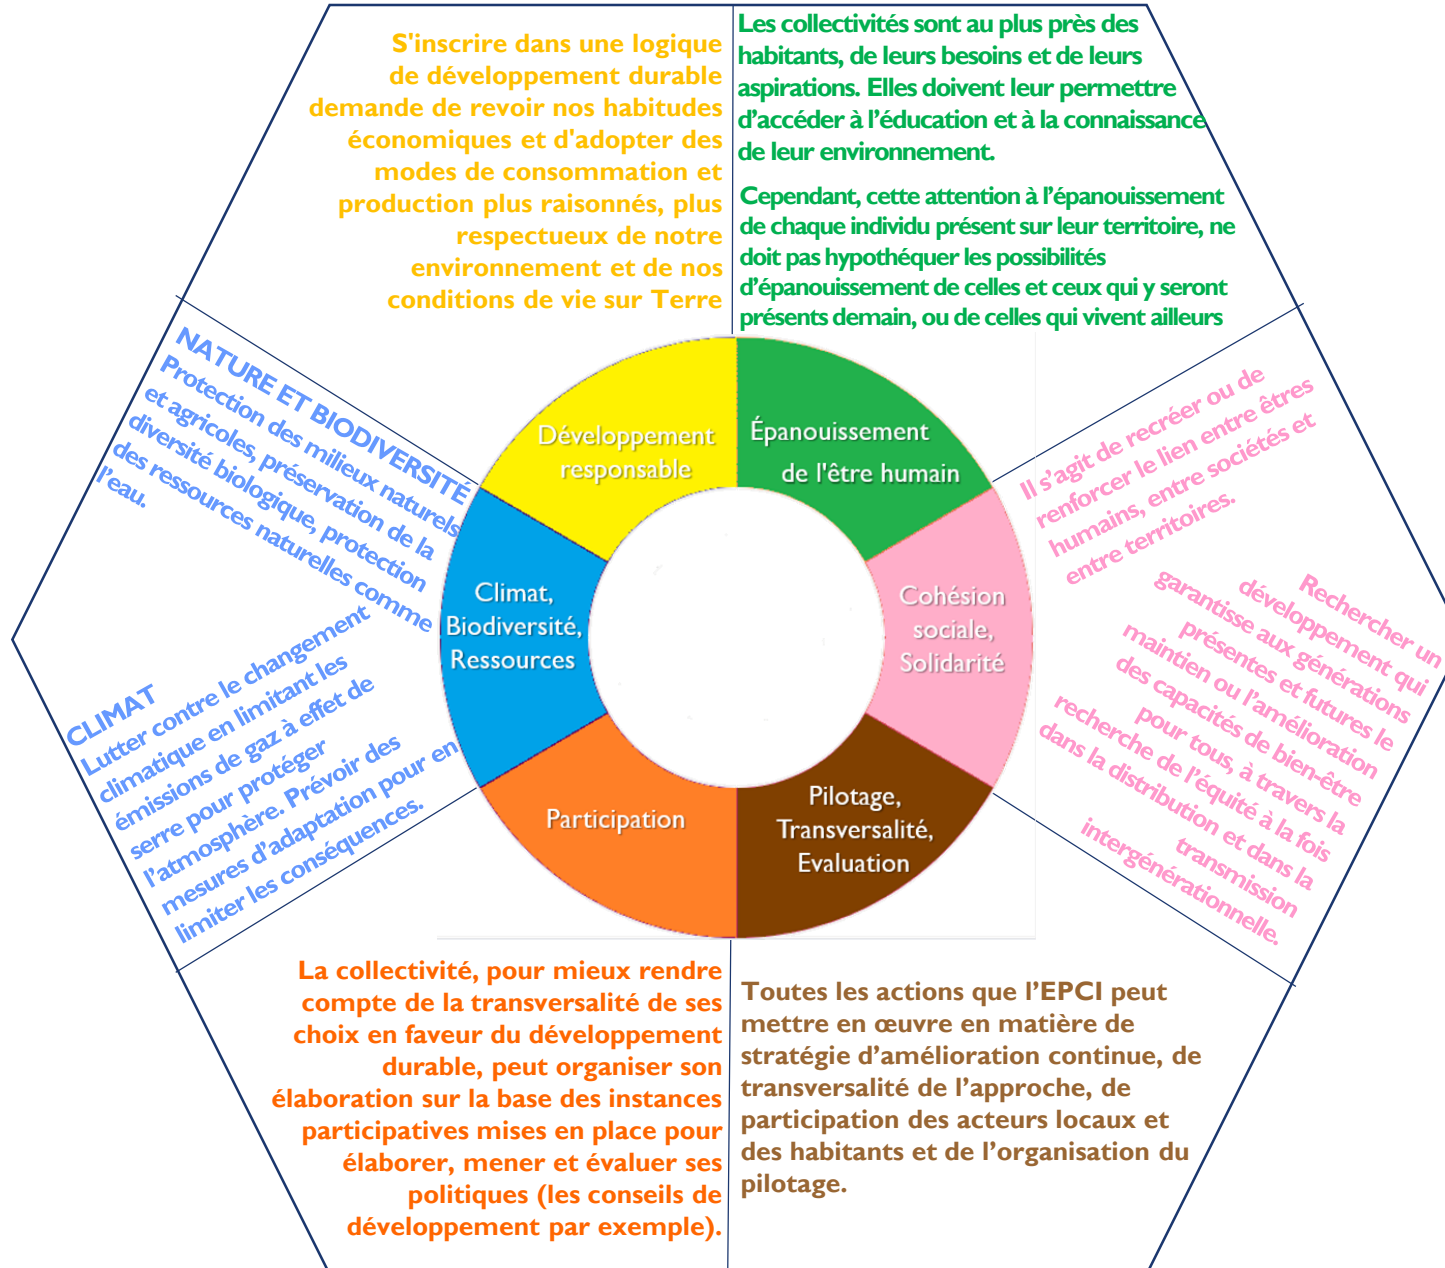 S'inscrire dans une logique
de développement durable
demande de revoir nos habitudes
économiques et d'adopter des
modes de consommation et
production plus raisonnés, plus
respectueux de notre
environnement et de nos
conditions de vie sur Terre
Les collectivités sont au plus près des
habitants, de leurs besoins et de leurs
aspirations. Elles doivent leur permettre
d’accéder à l’éducation et à la connaissance
de leur environnement.
Cependant, cette attention à l’épanouissement
de chaque individu présent sur leur territoire, ne
doit pas hypothéquer les possibilités
d’épanouissement de celles et ceux qui y seront
présents demain, ou de celles qui vivent ailleurs
NATURE ET BIODIVERSITÉ
Protection des milieux naturels
et agricoles, préservation de la
diversité biologique, protection
des ressources naturelles comme
l’eau.
CLIMAT
Lutter contre le changement
climatique en limitant les
émissions de gaz à effet de
serre pour protéger
l’atmosphère. Prévoir des
mesures d’adaptation pour en
limiter les conséquences.
Développement
responsable
Épanouissement
de l'être humain
Climat,
Biodiversité,
Ressources
Cohésion
sociale,
Solidarité
Participation
Pilotage,
Transversalité,
Evaluation
Il s’agit de recréer ou de
renforcer le lien entre êtres
humains, entre sociétés et
entre territoires.
Rechercher un
développement qui
garantisse aux générations
présentes et futures le
maintien ou l’amélioration
des capacités de bien-être
pour tous, à travers la
recherche de l’équité à la fois
dans la distribution et dans la
transmission
intergénérationnelle.
La collectivité, pour mieux rendre
compte de la transversalité de ses
choix en faveur du développement
durable, peut organiser son
élaboration sur la base des instances
participatives mises en place pour
élaborer, mener et évaluer ses
politiques (les conseils de
développement par exemple).
Toutes les actions que l’EPCI peut
mettre en œuvre en matière de
stratégie d’amélioration continue, de
transversalité de l’approche, de
participation des acteurs locaux et
des habitants et de l’organisation du
pilotage.